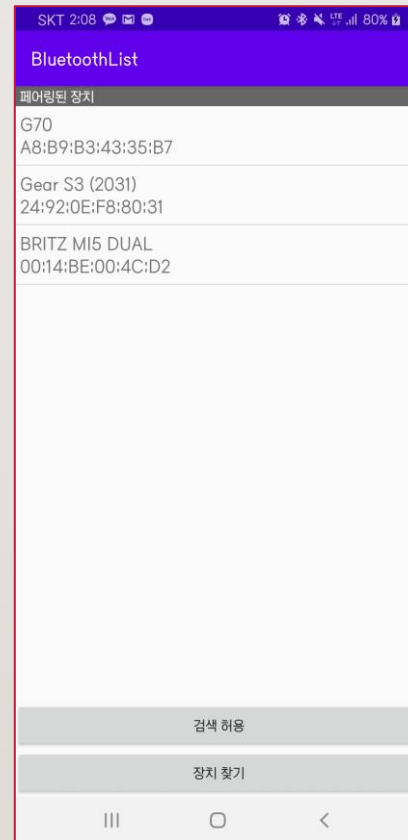 SKT 2:08
LTE 80%
BluetoothList
페어링된 장치
G70
A8:B9:B3:43:35:B7
Gear S3 (2031)
24:92:0E:F8:80:31
BRITZ MI5 DUAL
00:14:BE:00:4C:D2
검색 허용
장치 찾기